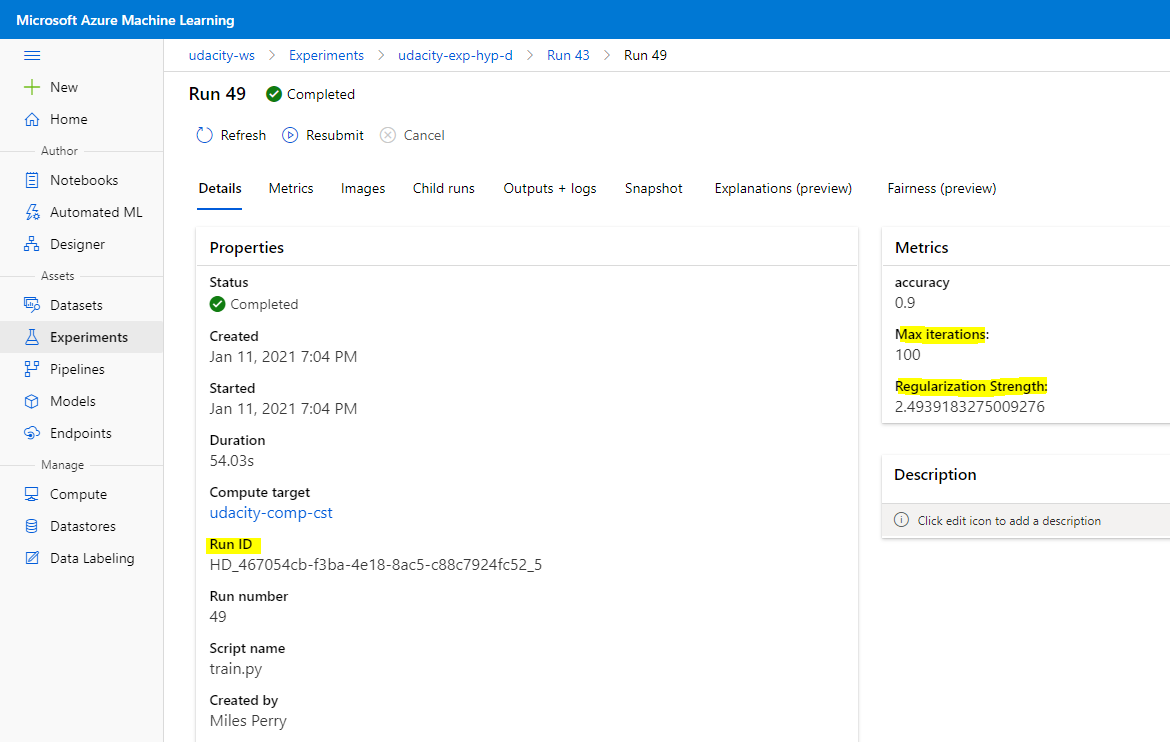 Microsoft Azure Machine Learning
udacity-ws > Experiments > udacity-exp-hyp-d > Run 43 > Run 49
New
Home
Author
Notebooks
Automated ML
Designer
Assets
Datasets
Experiments
Pipelines
Models
Endpoints
Manage
Compute
Datastores
Data Labeling
Run 49 Completed
Refresh Resubmit Cancel
Details Metrics Images Child runs Outputs + logs Snapshot Explanations (preview) Fairness (preview)
Properties
Status
Completed
Created
Jan 11, 2021 7:04 PM
Started
Jan 11, 2021 7:04 PM
Duration
54.03s
Compute target
udacity-comp-cst
Run ID
HD_467054cb-f3ba-4e18-8ac5-c88c7924fc52_5
Run number
49
Script name
train.py
Created by
Miles Perry
Metrics
accuracy
0.9
Max iterations:
100
Regularization Strength:
2.4939183275009276
Description
Click edit icon to add a description